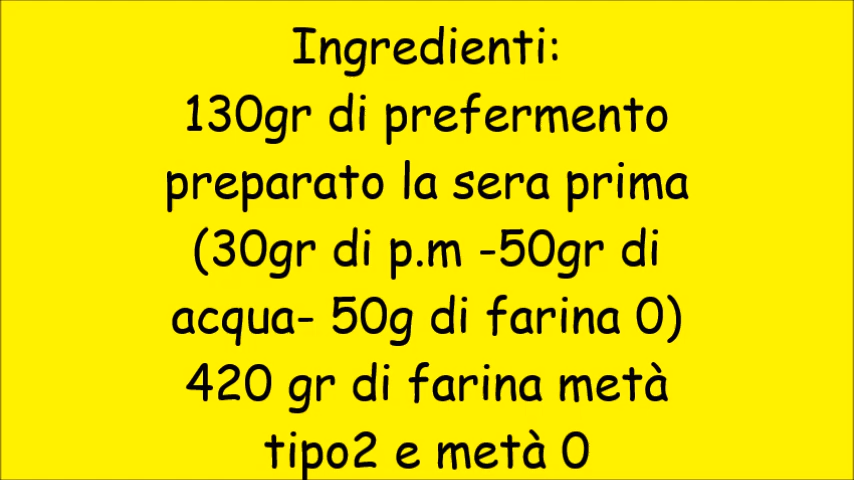 Ingredienti:
130gr di prefermento
preparato la sera prima
(30gr di p.m -50gr di
acqua- 50g di farina 0)
420 gr di farina metà
tipo2 e metà 0